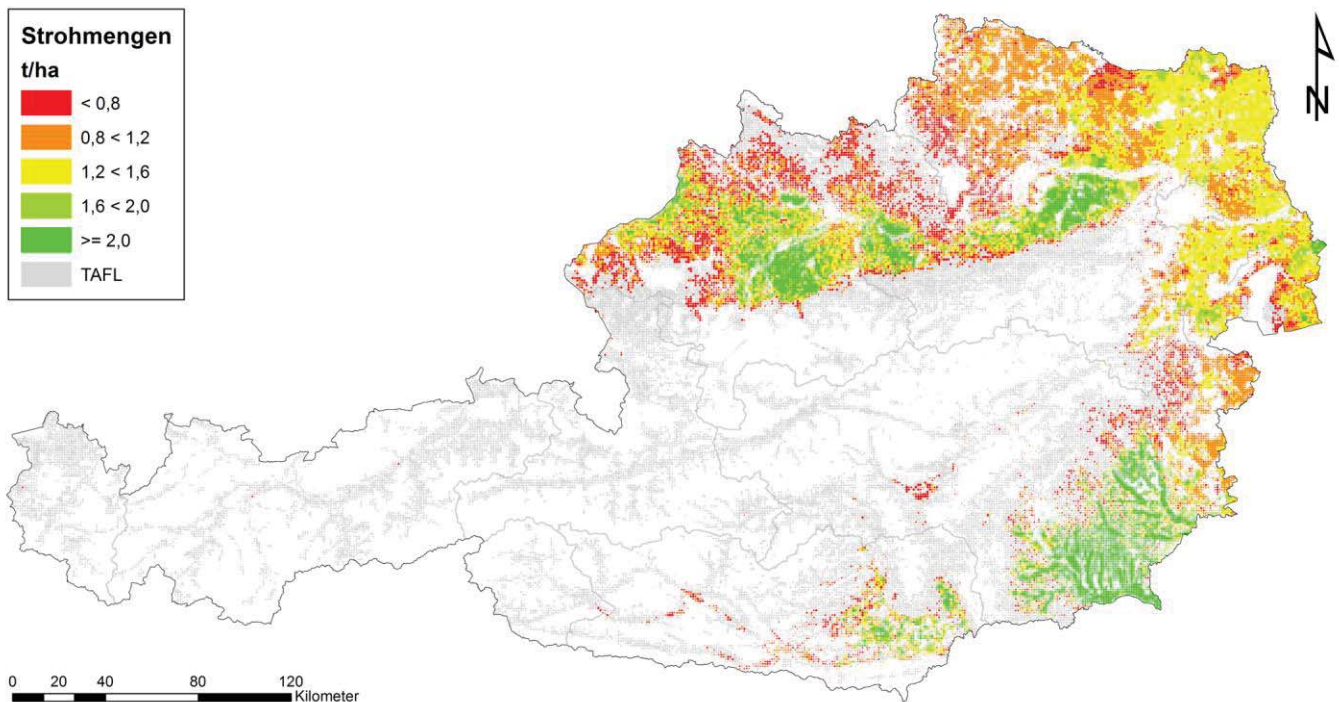 Strohmengen
t/ha
< 0,8
0,8 < 1,2
1,2 < 1,6
1,6 < 2,0
>= 2,0
TAFL
N
0 20 40 80 120
Kilometer